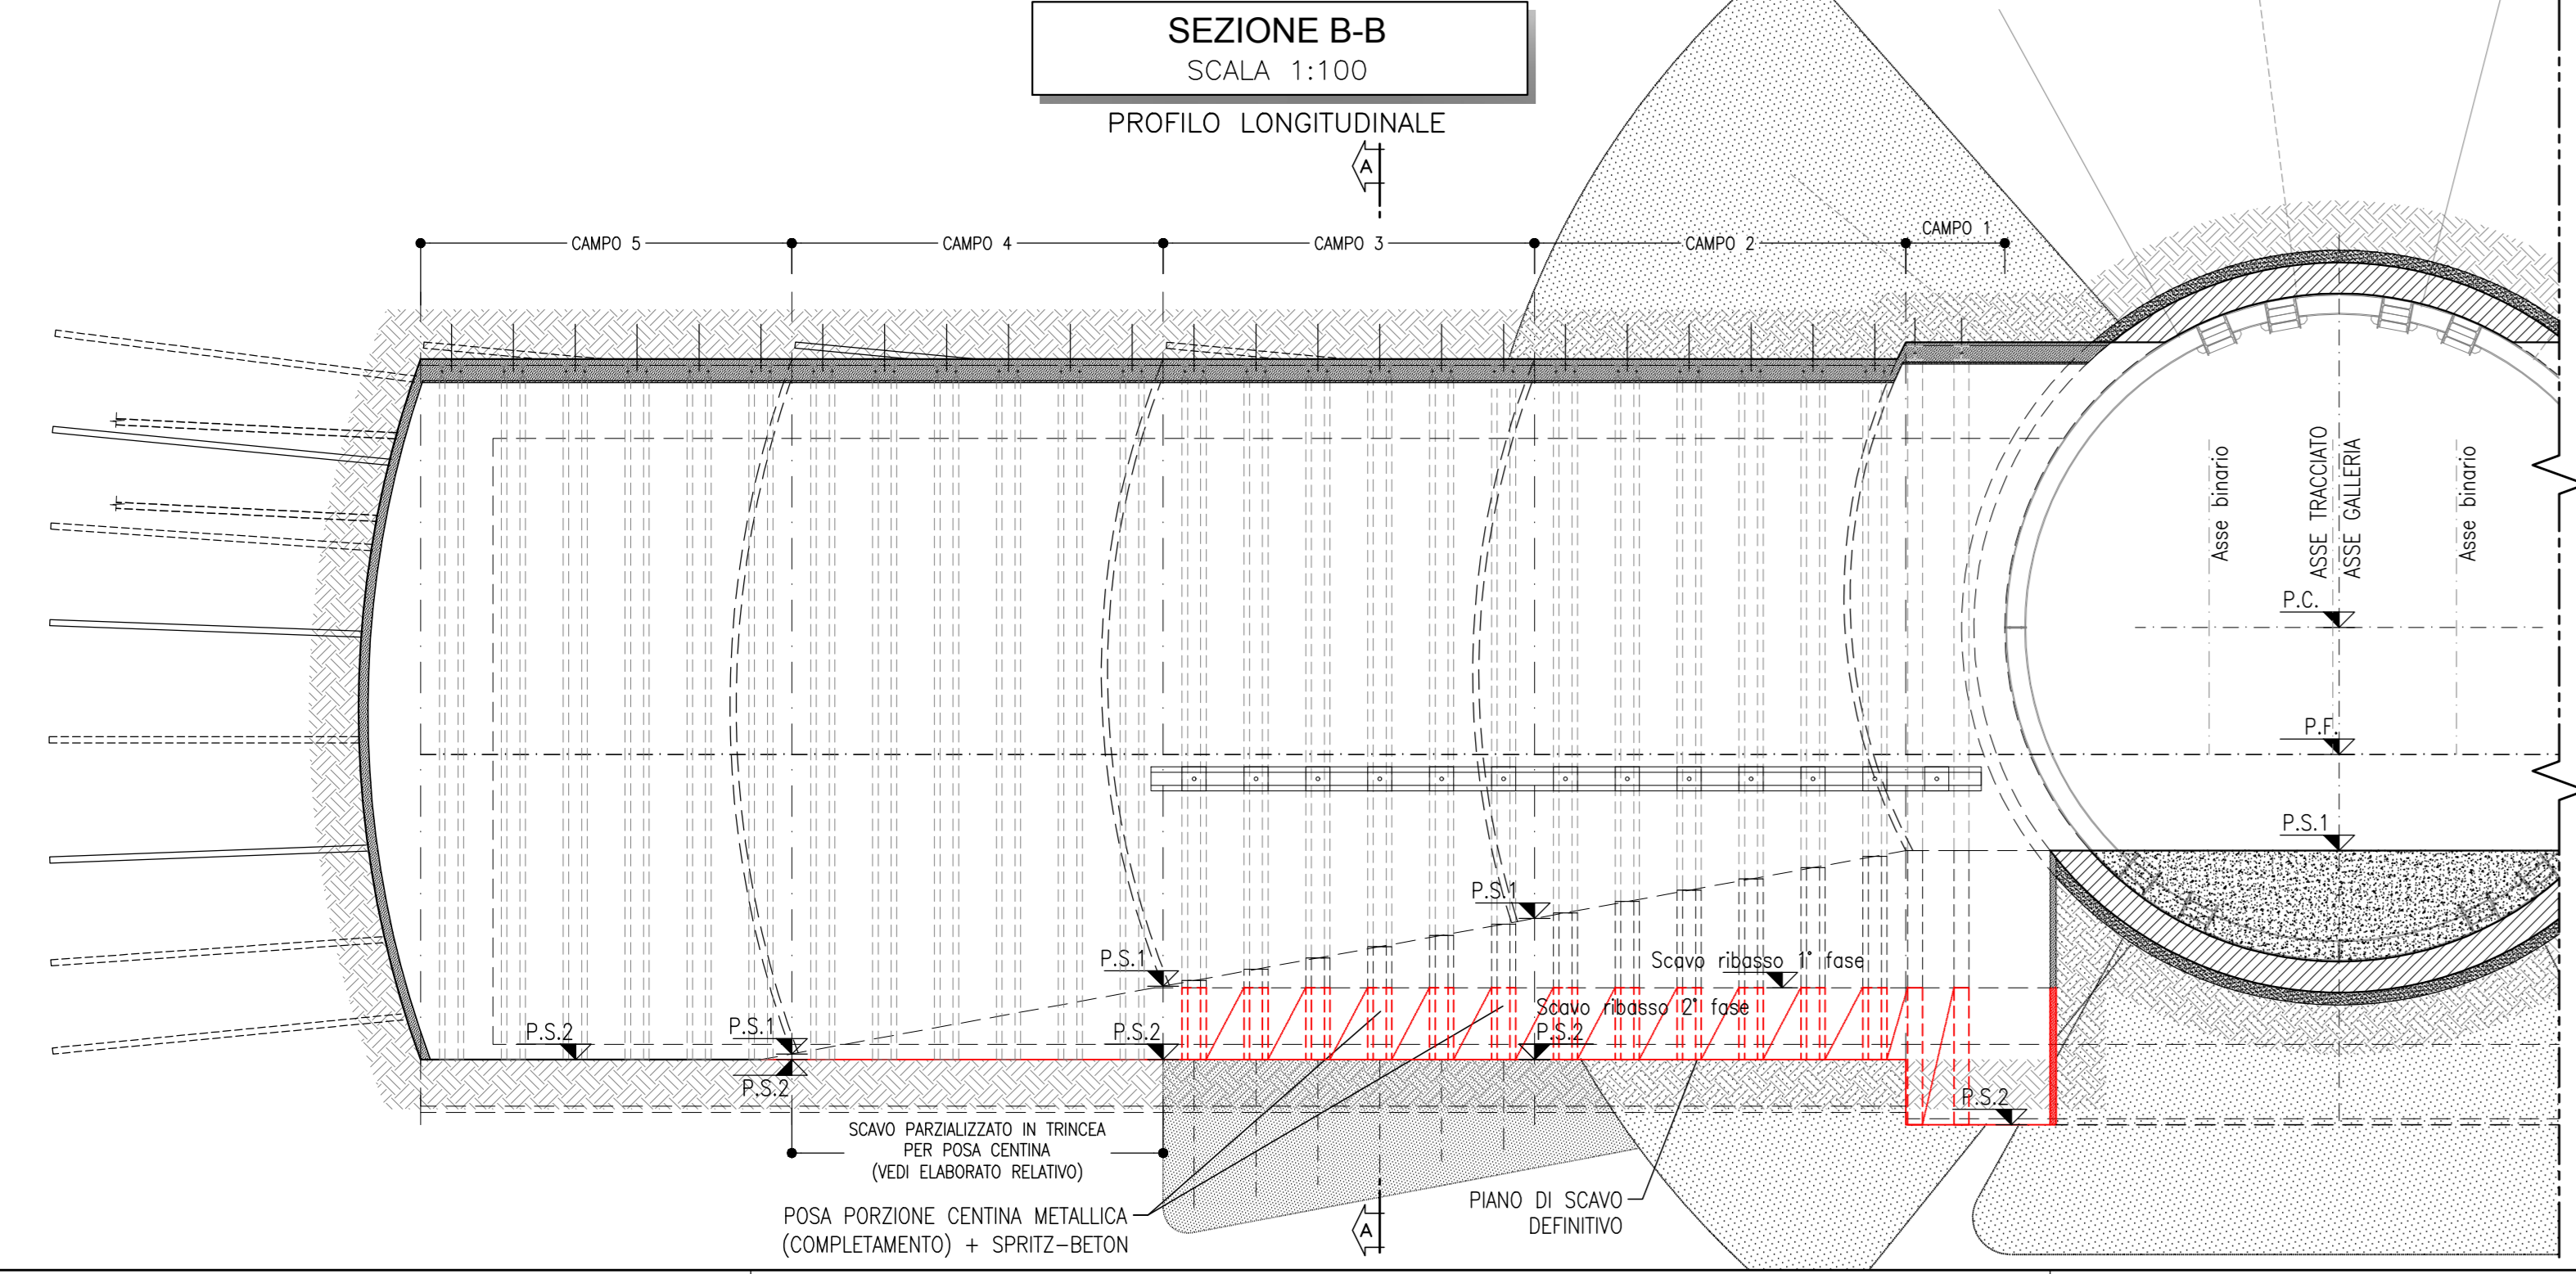 SEZIONE B-B
SCALA 1:100
PROFILO LONGITUDINALE
A
CAMPO 5
CAMPO 4
CAMPO 3
CAMPO 2
CAMPO 1
Asse binario
ASSE TRACCIATO
ASSE GALLERIA
Asse binario
P.C.
P.F.
P.S.1
P.S.1
P.S.1
Scavo ribasso 1° fase
Scavo ribasso 2° fase
P.S.2
P.S.1
P.S.2
P.S.2
P.S.2
P.S.2
SCAVO PARZIALIZZATO IN TRINCEA
PER POSA CENTINA
(VEDI ELABORATO RELATIVO)
POSA PORZIONE CENTINA METALLICA
(COMPLETAMENTO) + SPRITZ-BETON
PIANO DI SCAVO
DEFINITIVO
A